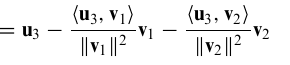 = u₃ − ⟨u₃, v₁⟩/‖v₁‖² v₁ − ⟨u₃, v₂⟩/‖v₂‖² v₂